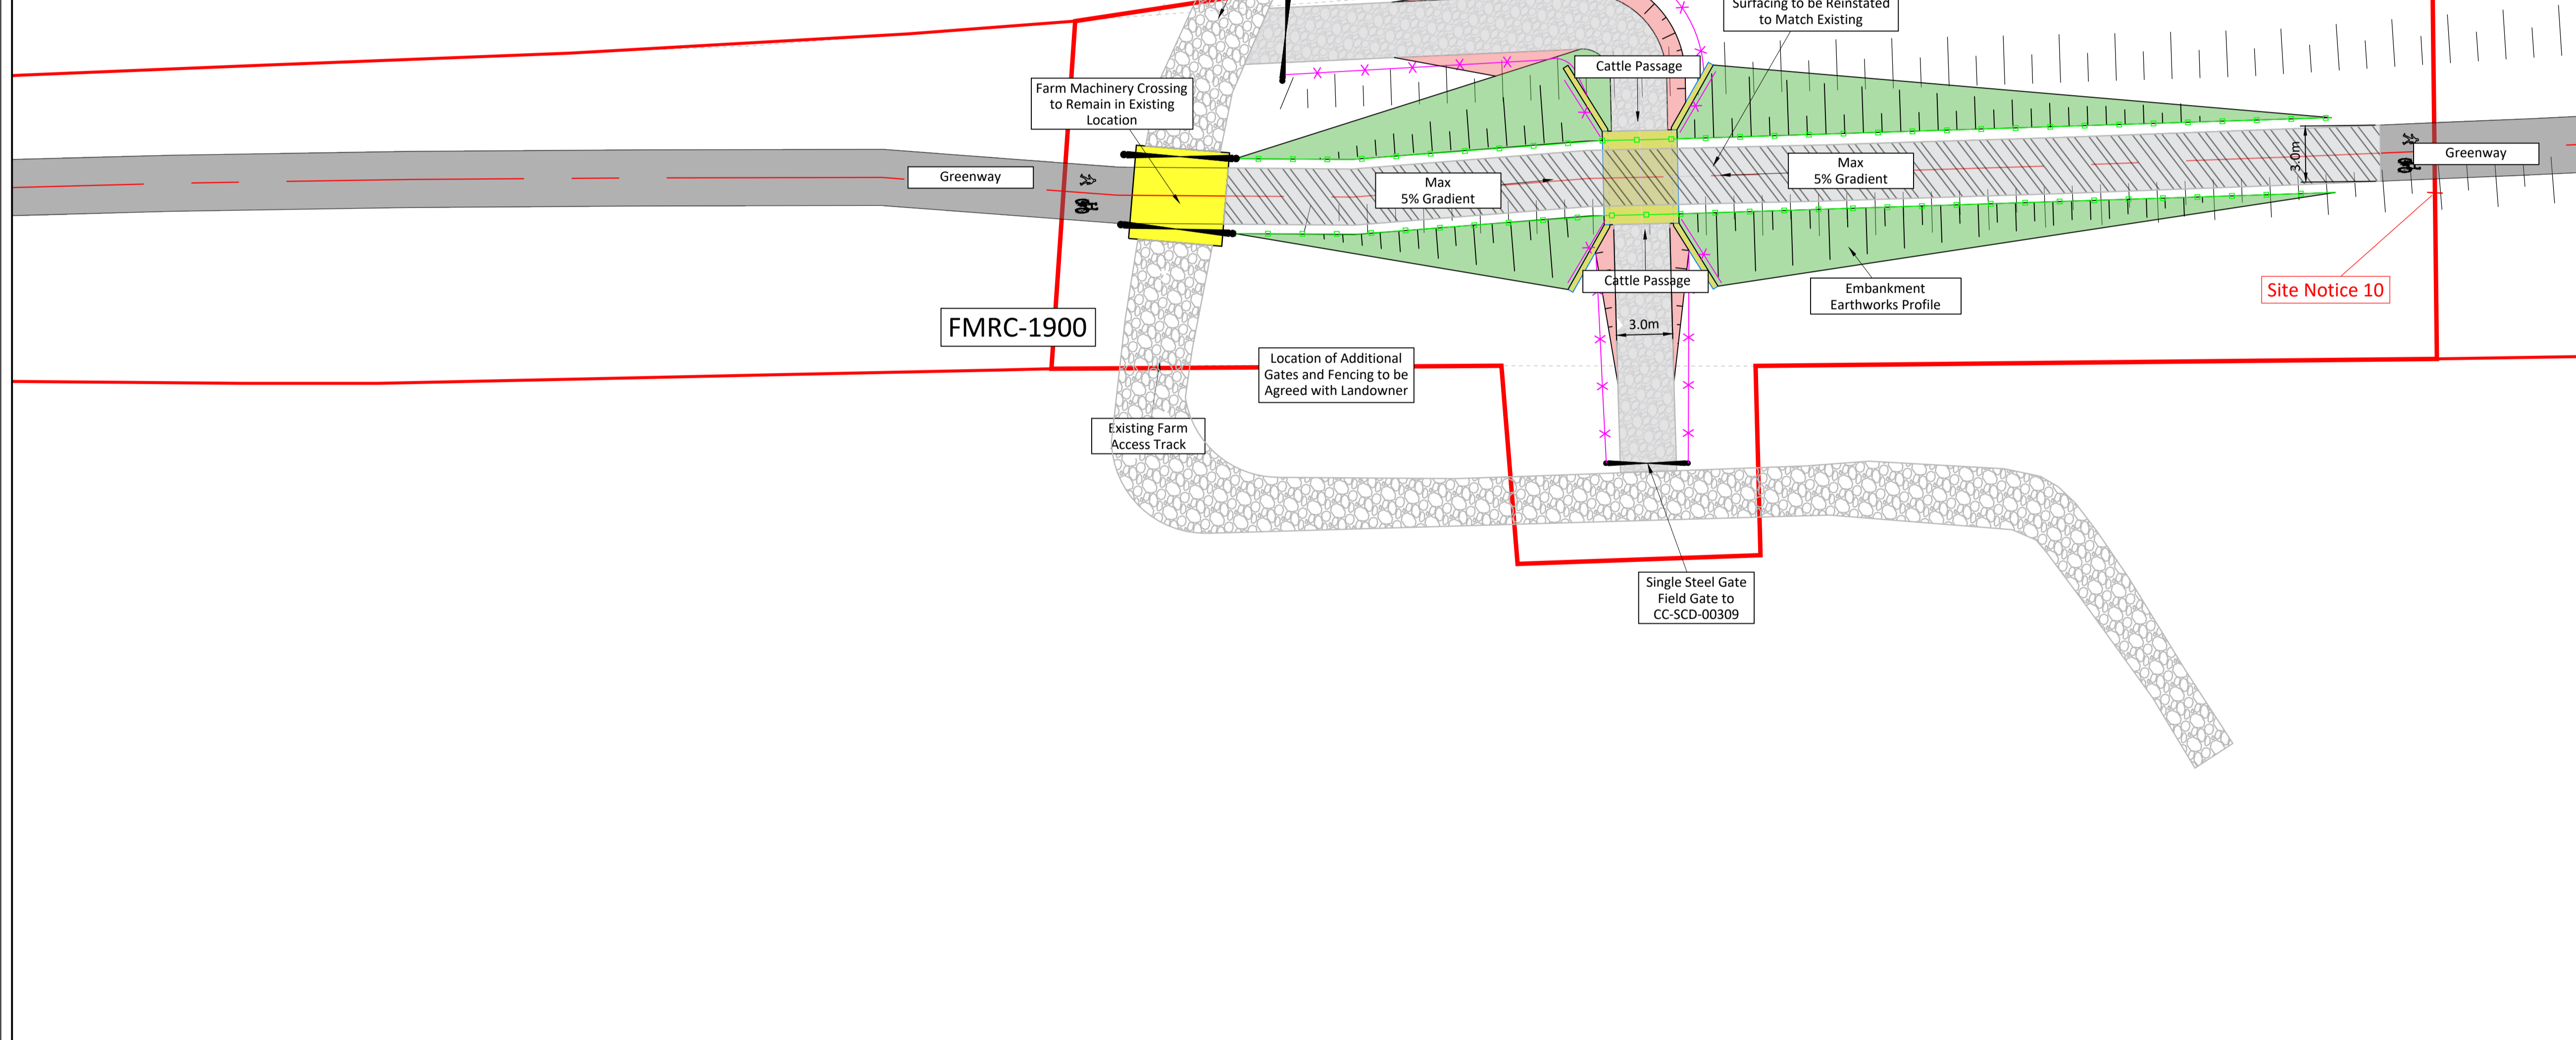 Surfacing to be Reinstated
to Match Existing
Cattle Passage
Farm Machinery Crossing
to Remain in Existing
Location
Greenway
Max
5% Gradient
Max
5% Gradient
3.0m
Greenway
Cattle Passage
Embankment
Earthworks Profile
Site Notice 10
FMRC-1900
3.0m
Location of Additional
Gates and Fencing to be
Agreed with Landowner
Existing Farm
Access Track
Single Steel Gate
Field Gate to
CC-SCD-00309